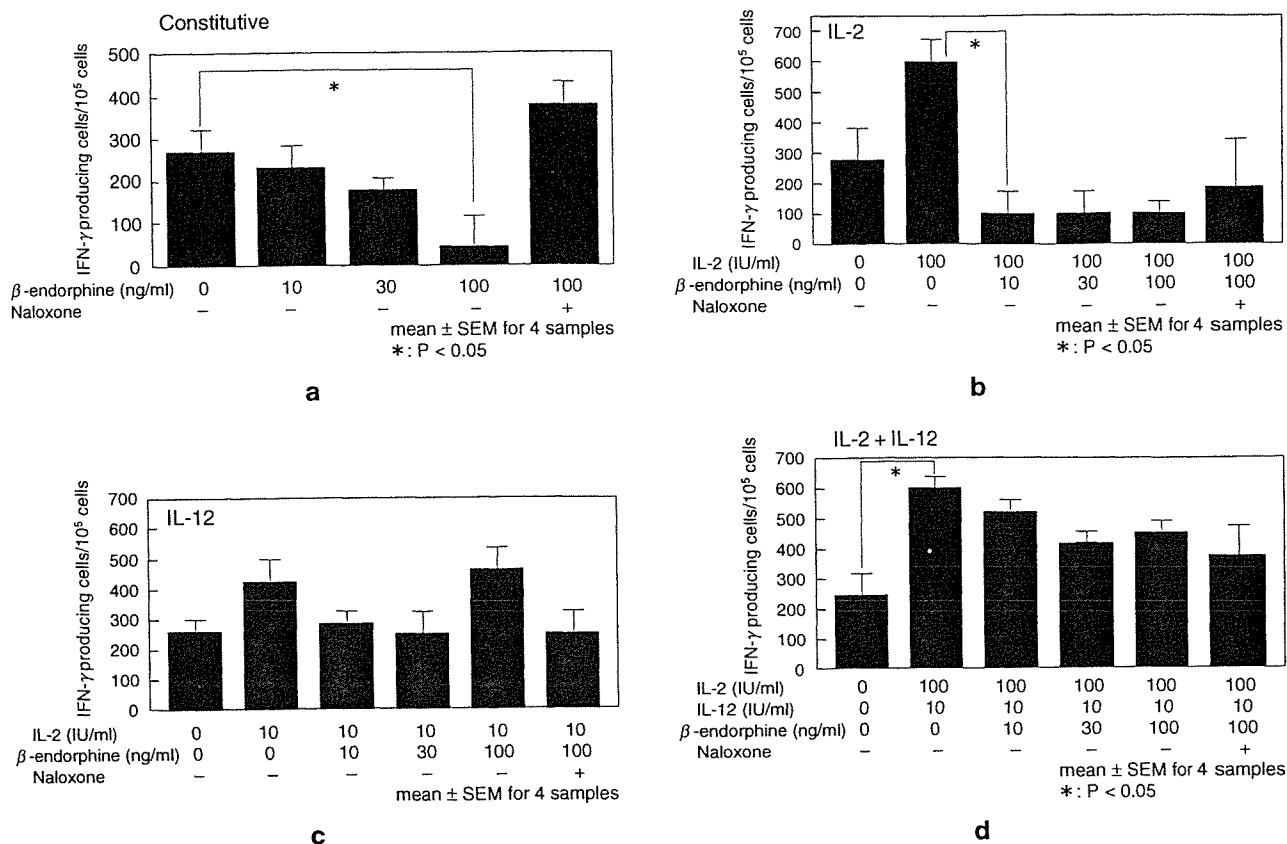 Constitutive
IFN-γ producing cells/10⁵ cells
500
400
300
200
100
0
*
β-endorphine (ng/ml) 0 10 30 100 100
Naloxone − − − − +
mean ± SEM for 4 samples
*: P < 0.05
a
IL-2
IFN-γ producing cells/10⁵ cells
700
600
500
400
300
200
100
0
*
IL-2 (IU/ml) 0 100 100 100 100 100
β-endorphine (ng/ml) 0 0 10 30 100 100
Naloxone − − − − − +
mean ± SEM for 4 samples
*: P < 0.05
b
IL-12
IFN-γ producing cells/10⁵ cells
700
600
500
400
300
200
100
0
IL-2 (IU/ml) 0 10 10 10 10 10
β-endorphine (ng/ml) 0 0 10 30 100 100
Naloxone − − − − − +
mean ± SEM for 4 samples
c
IL-2 + IL-12
IFN-γ producing cells/10⁵ cells
700
600
500
400
300
200
100
0
*
IL-2 (IU/ml) 0 100 100 100 100 100
IL-12 (IU/ml) 0 10 10 10 10 10
β-endorphine (ng/ml) 0 0 10 30 100 100
Naloxone − − − − − +
mean ± SEM for 4 samples
*: P < 0.05
d